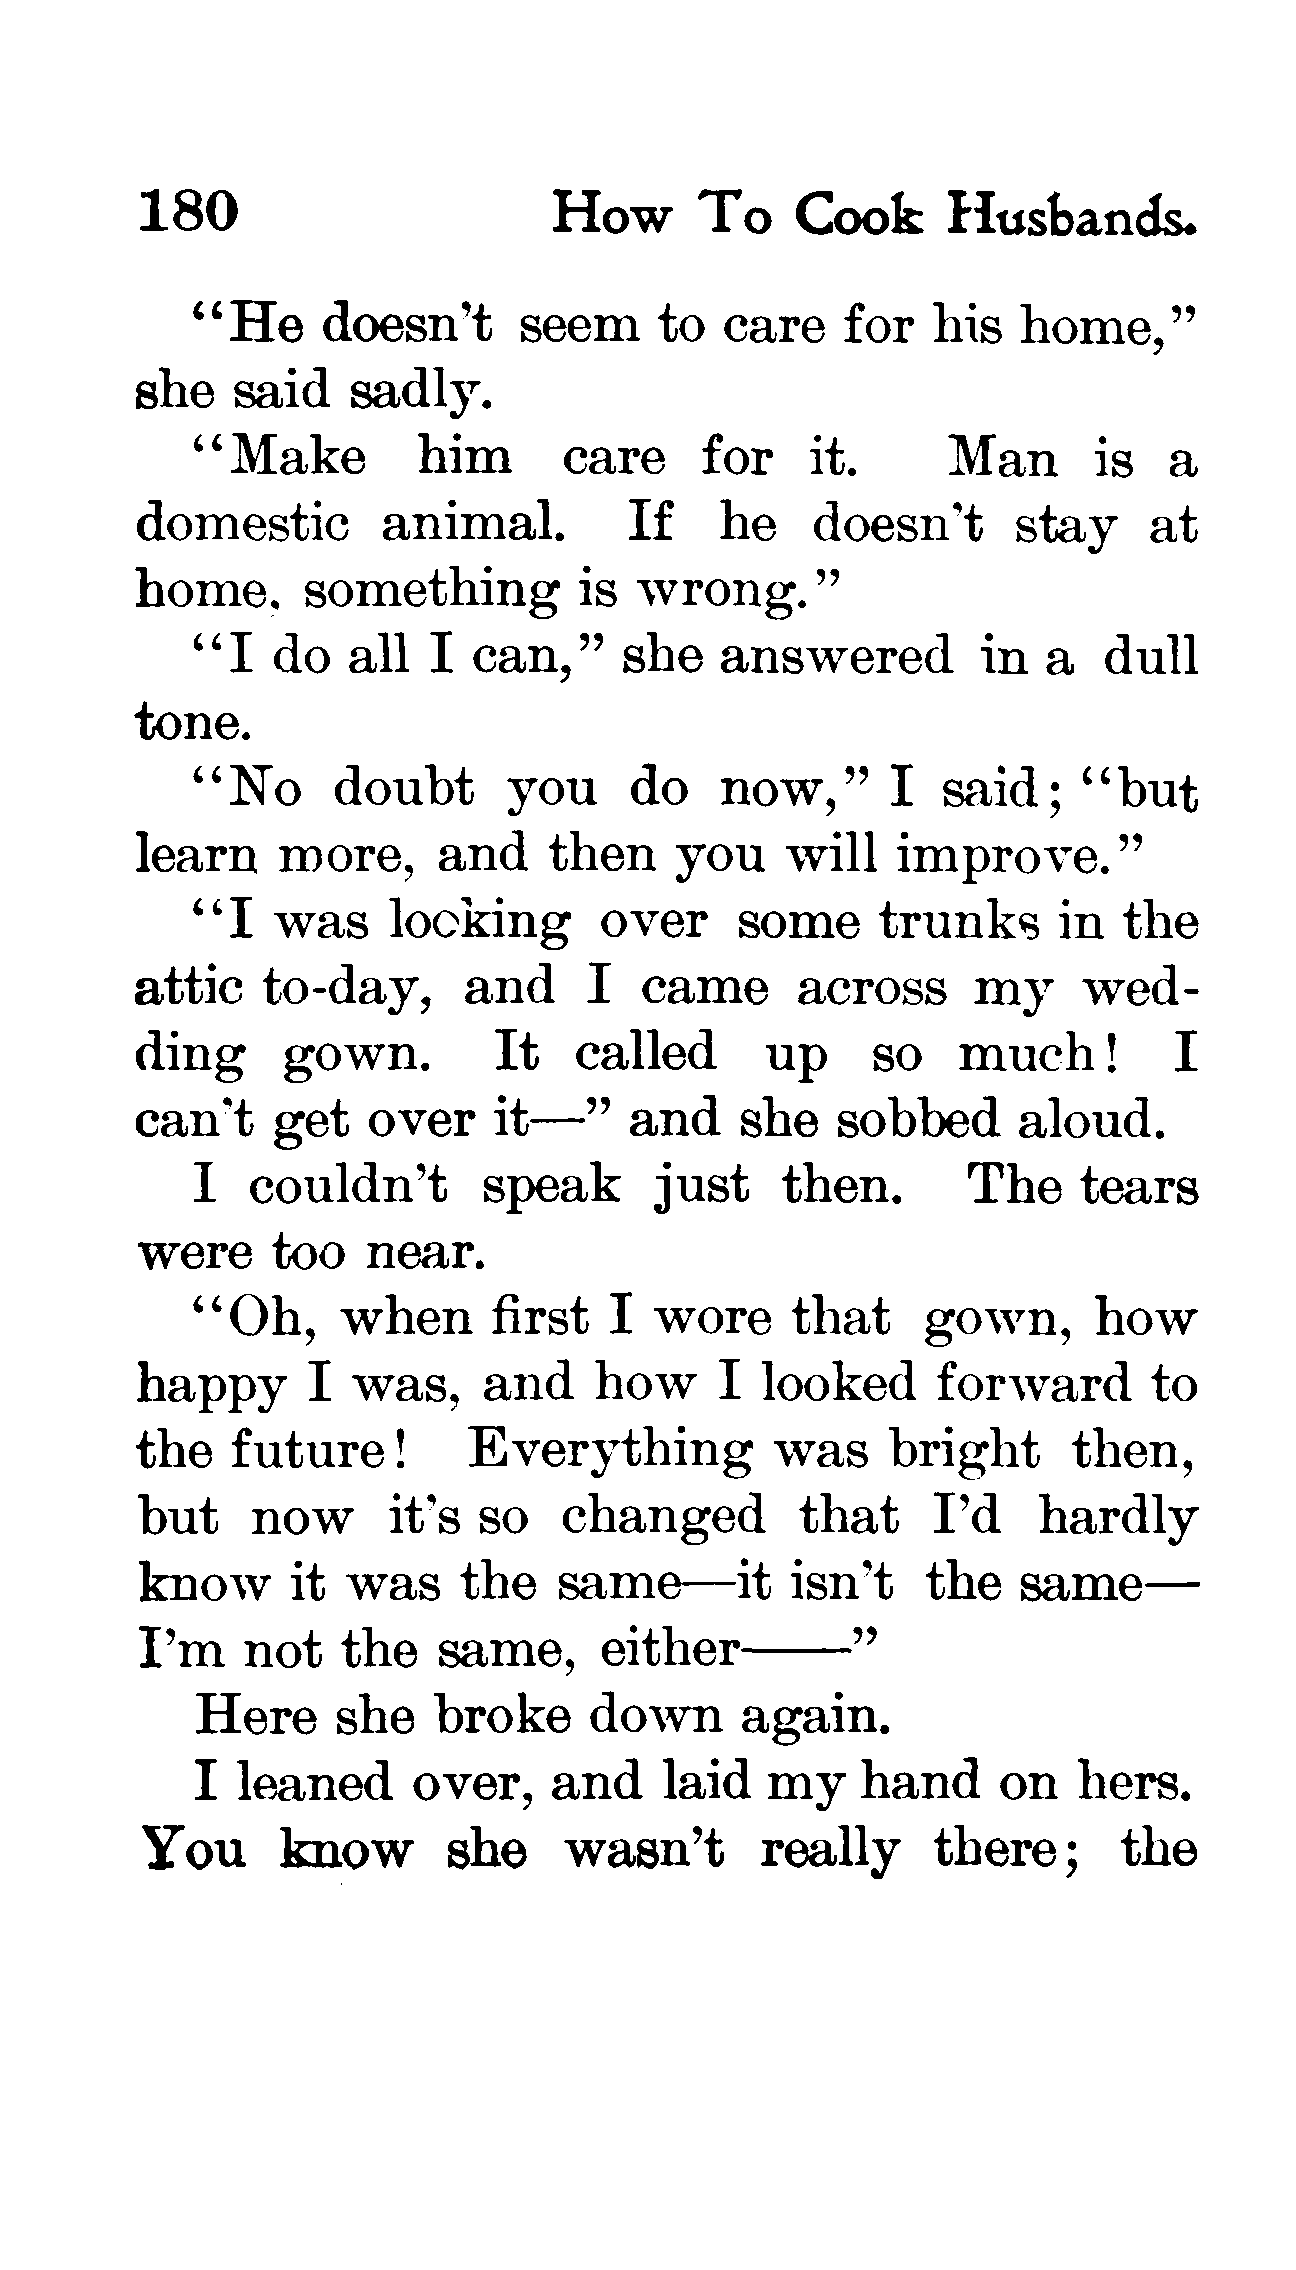 180 How To Cook Husbands.
“He doesn’t seem to care for his home,”
she said sadly.
“Make him care for it. Man is a
domestic animal. If he doesn’t stay at
home, something is wrong.”
“I do all I can,” she answered in a dull
tone.
“No doubt you do now,” I said; “but
learn more, and then you will improve.”
“I was looking over some trunks in the
attic to-day, and I came across my wed-
ding gown. It called up so much! I
can’t get over it—” and she sobbed aloud.
I couldn’t speak just then. The tears
were too near.
“Oh, when first I wore that gown, how
happy I was, and how I looked forward to
the future! Everything was bright then,
but now it’s so changed that I’d hardly
know it was the same—it isn’t the same—
I’m not the same, either——”
Here she broke down again.
I leaned over, and laid my hand on hers.
You know she wasn’t really there; the